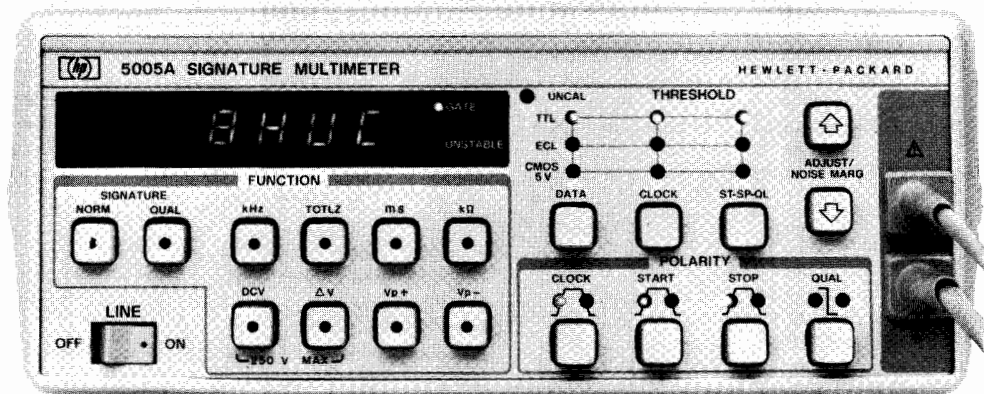 hp 5005A SIGNATURE MULTIMETER
HEWLETT - PACKARD
8HUC
GATE
UNSTABLE
UNCAL
THRESHOLD
TTL
ECL
CMOS
5V
DATA
CLOCK
ST-SP-QL
ADJUST/
NOISE MARG
FUNCTION
SIGNATURE
NORM
QUAL
kHz
TOTLZ
ms
kΩ
DCV
ΔV
Vp+
Vp-
250 V MAX
LINE
OFF
ON
POLARITY
CLOCK
START
STOP
QUAL